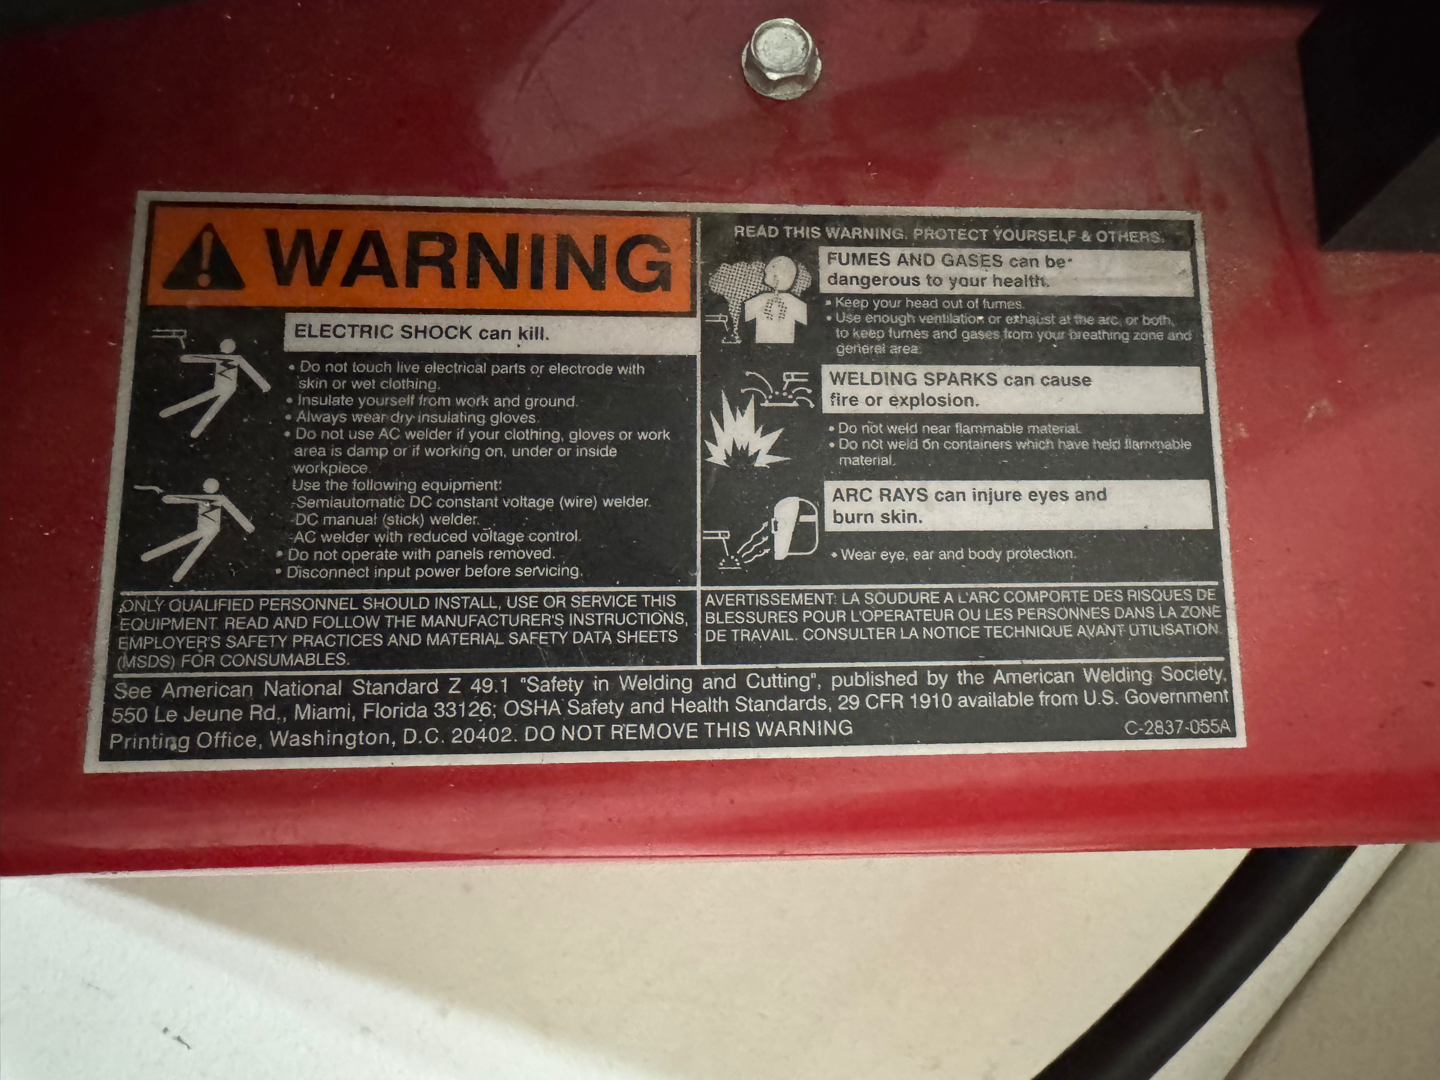 WARNING
ELECTRIC SHOCK can kill.
• Do not touch live electrical parts or electrode with
skin or wet clothing.
• Insulate yourself from work and ground.
• Always wear dry insulating gloves.
• Do not use AC welder if your clothing, gloves or work
area is damp or if working on, under or inside
workpiece.
Use the following equipment:
-Semiautomatic DC constant voltage (wire) welder.
-DC manual (stick) welder.
-AC welder with reduced voltage control.
• Do not operate with panels removed.
• Disconnect input power before servicing.
READ THIS WARNING. PROTECT YOURSELF & OTHERS.
FUMES AND GASES can be
dangerous to your health.
• Keep your head out of fumes.
• Use enough ventilation or exhaust at the arc, or both,
to keep fumes and gases from your breathing zone and
general area.
WELDING SPARKS can cause
fire or explosion.
• Do not weld near flammable material.
• Do not weld on containers which have held flammable
material.
ARC RAYS can injure eyes and
burn skin.
• Wear eye, ear and body protection.
ONLY QUALIFIED PERSONNEL SHOULD INSTALL, USE OR SERVICE THIS
EQUIPMENT. READ AND FOLLOW THE MANUFACTURER'S INSTRUCTIONS,
EMPLOYER'S SAFETY PRACTICES AND MATERIAL SAFETY DATA SHEETS
(MSDS) FOR CONSUMABLES.
AVERTISSEMENT: LA SOUDURE A L'ARC COMPORTE DES RISQUES DE
BLESSURES POUR L'OPERATEUR OU LES PERSONNES DANS LA ZONE
DE TRAVAIL. CONSULTER LA NOTICE TECHNIQUE AVANT UTILISATION.
See American National Standard Z 49.1 "Safety in Welding and Cutting", published by the American Welding Society,
550 Le Jeune Rd., Miami, Florida 33126; OSHA Safety and Health Standards, 29 CFR 1910 available from U.S. Government
Printing Office, Washington, D.C. 20402. DO NOT REMOVE THIS WARNING
C-2837-055A